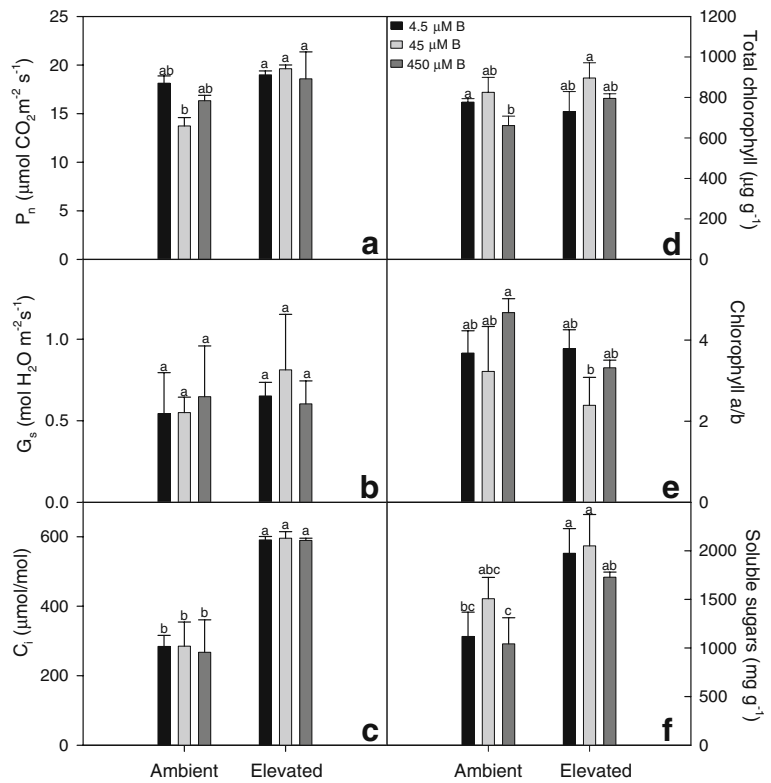 25
20
15
10
5
0
Pₙ (μmol CO₂m⁻² s⁻¹)
ab
b
ab
a
a
a
a
4.5 μM B
45 μM B
450 μM B
a
ab
b
ab
a
ab
d
1200
1000
800
600
400
200
0
Total chlorophyll
(μg g⁻¹)
1.0
0.5
0.0
Gₛ (mol H₂O m⁻²s⁻¹)
a
a
a
a
a
a
b
ab
ab
a
ab
b
ab
e
4
2
0
Chlorophyll a/b
600
400
200
0
Cᵢ (μmol/mol)
b
b
b
a
a
a
c
bc
abc
c
a
a
ab
f
2000
1500
1000
500
0
Soluble sugars
(mg g⁻¹)
Ambient
Elevated
Ambient
Elevated